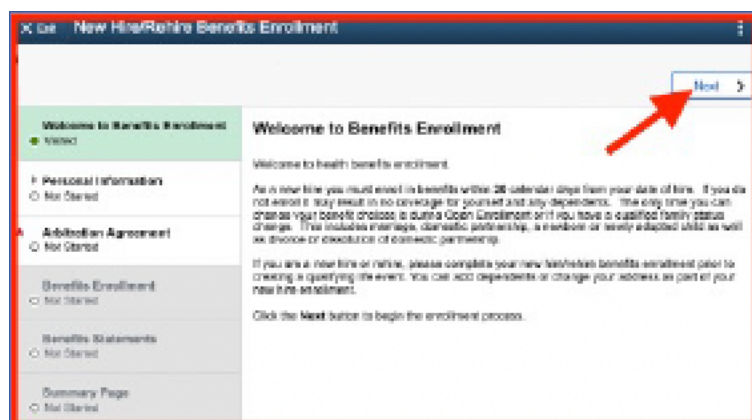 Exit New Hire/Rehire Benefits Enrollment
Next
Welcome to Benefits Enrollment
Visited
Personal Information
Not Started
Arbitration Agreement
Not Started
Benefits Enrollment
Not Started
Benefits Statements
Not Started
Summary Page
Not Started
Welcome to Benefits Enrollment
Welcome to health benefits enrollment.
As a new hire you must enroll in benefits within 30 calendar days from your date of hire. If you do
not enroll it may result in no coverage for yourself and any dependents. The only time you can
change your benefit choices is during Open Enrollment or if you have a qualified family status
change. This includes marriage, domestic partnership, a newborn or newly adopted child as well
as divorce or dissolution of domestic partnership.
If you are a new hire or rehire, please complete your new hire/rehire benefits enrollment prior to
creating a qualifying life event. You can add dependents or change your address as part of your
new hire enrollment.
Click the Next button to begin the enrollment process.